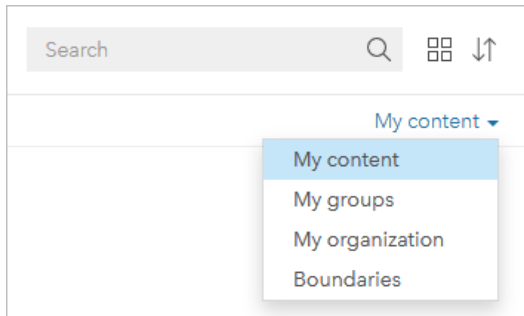 Search
My content
My content
My groups
My organization
Boundaries